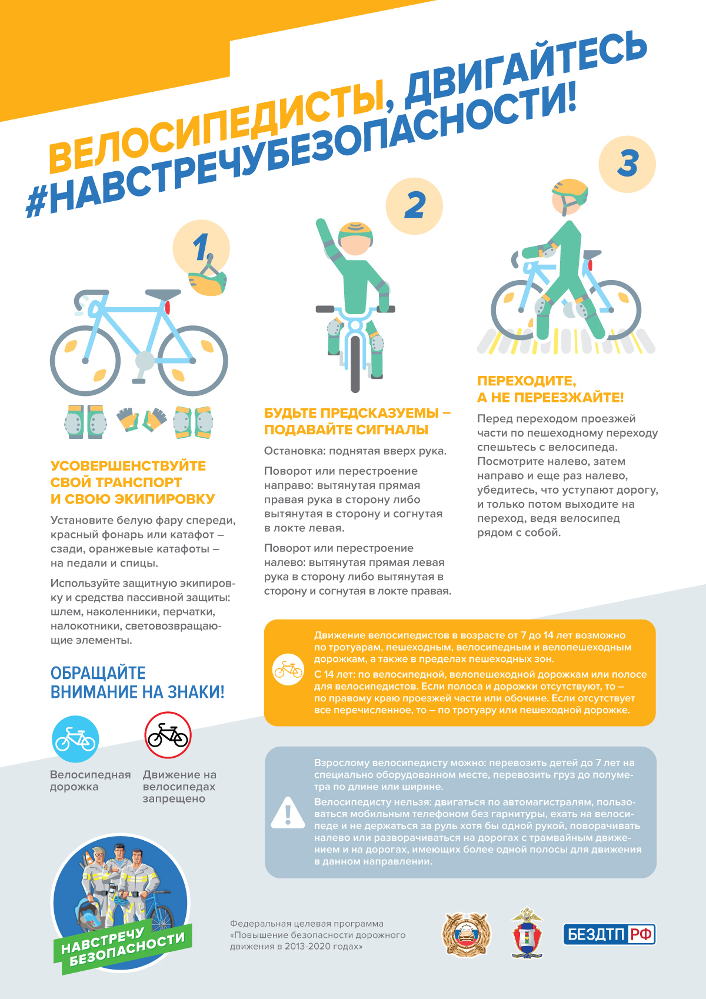 ВЕЛОСИПЕДИСТЫ, ДВИГАЙТЕСЬ
#НАВСТРЕЧУБЕЗОПАСНОСТИ!
1
УСОВЕРШЕНСТВУЙТЕ
СВОЙ ТРАНСПОРТ
И СВОЮ ЭКИПИРОВКУ
Установите белую фару спереди,
красный фонарь или катафот –
сзади, оранжевые катафоты –
на педали и спицы.
Используйте защитную экипиров-
ку и средства пассивной защиты:
шлем, наколенники, перчатки,
налокотники, световозвращаю-
щие элементы.
2
БУДЬТЕ ПРЕДСКАЗУЕМЫ –
ПОДАВАЙТЕ СИГНАЛЫ
Остановка: поднятая вверх рука.
Поворот или перестроение
направо: вытянутая прямая
правая рука в сторону либо
вытянутая в сторону и согнутая
в локте левая.
Поворот или перестроение
налево: вытянутая прямая левая
рука в сторону либо вытянутая в
сторону и согнутая в локте правая.
3
ПЕРЕХОДИТЕ,
А НЕ ПЕРЕЕЗЖАЙТЕ!
Перед переходом проезжей
части по пешеходному переходу
спешьтесь с велосипеда.
Посмотрите налево, затем
направо и еще раз налево,
убедитесь, что уступают дорогу,
и только потом выходите на
переход, ведя велосипед
рядом с собой.
ОБРАЩАЙТЕ
ВНИМАНИЕ НА ЗНАКИ!
Велосипедная
дорожка
Движение на
велосипедах
запрещено
Движение велосипедистов в возрасте от 7 до 14 лет возможно
по тротуарам, пешеходным, велосипедным и велопешеходным
дорожкам, а также в пределах пешеходных зон.
С 14 лет: по велосипедной, велопешеходной дорожкам или полосе
для велосипедистов. Если полоса и дорожки отсутствуют, то –
по правому краю проезжей части или обочине. Если отсутствует
все перечисленное, то – по тротуару или пешеходной дорожке.
Взрослому велосипедисту можно: перевозить детей до 7 лет на
специально оборудованном месте, перевозить груз до полуме-
тра по длине или ширине.
Велосипедисту нельзя: двигаться по автомагистралям, пользо-
ваться мобильным телефоном без гарнитуры, ехать на велоси-
педе и не держаться за руль хотя бы одной рукой, поворачивать
налево или разворачиваться на дорогах с трамвайным движе-
нием и на дорогах, имеющих более одной полосы для движения
в данном направлении.
НАВСТРЕЧУ
БЕЗОПАСНОСТИ
Федеральная целевая программа
«Повышение безопасности дорожного
движения в 2013-2020 годах»
БЕЗДТП РФ